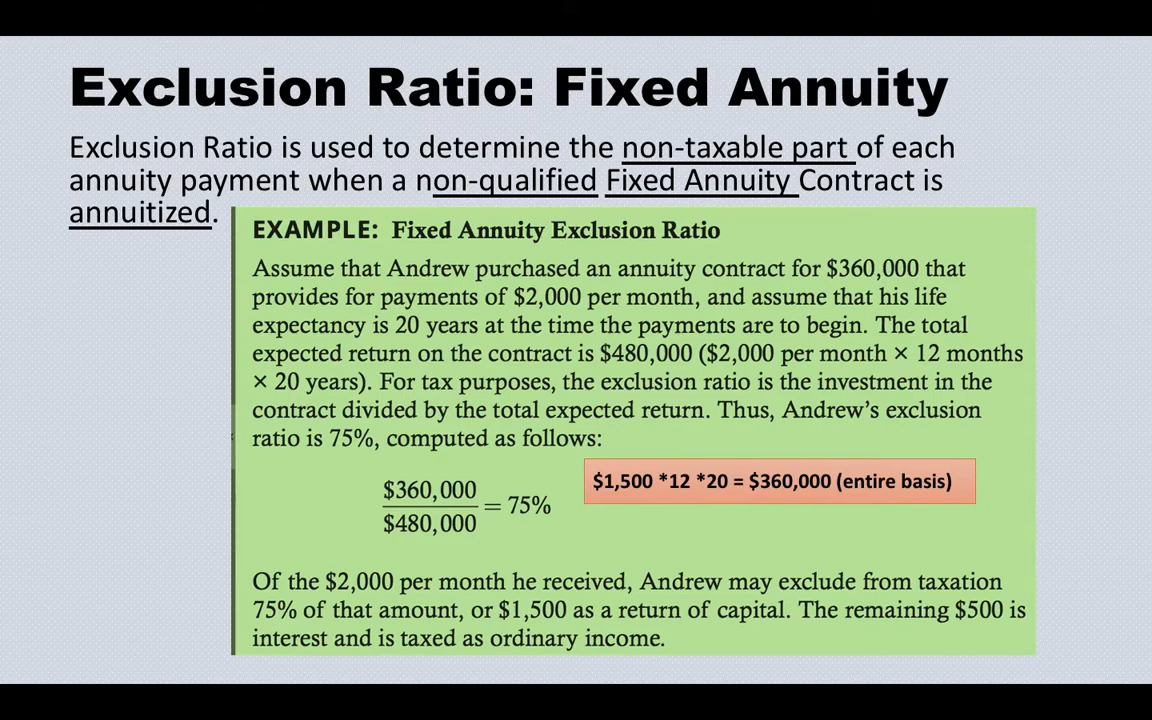 Exclusion Ratio: Fixed Annuity
Exclusion Ratio is used to determine the non-taxable part of each
annuity payment when a non-qualified Fixed Annuity Contract is
annuitized.
EXAMPLE: Fixed Annuity Exclusion Ratio
Assume that Andrew purchased an annuity contract for $360,000 that
provides for payments of $2,000 per month, and assume that his life
expectancy is 20 years at the time the payments are to begin. The total
expected return on the contract is $480,000 ($2,000 per month × 12 months
× 20 years). For tax purposes, the exclusion ratio is the investment in the
contract divided by the total expected return. Thus, Andrew’s exclusion
ratio is 75%, computed as follows:
$360,000
$480,000
= 75%
$1,500 *12 *20 = $360,000 (entire basis)
Of the $2,000 per month he received, Andrew may exclude from taxation
75% of that amount, or $1,500 as a return of capital. The remaining $500 is
interest and is taxed as ordinary income.